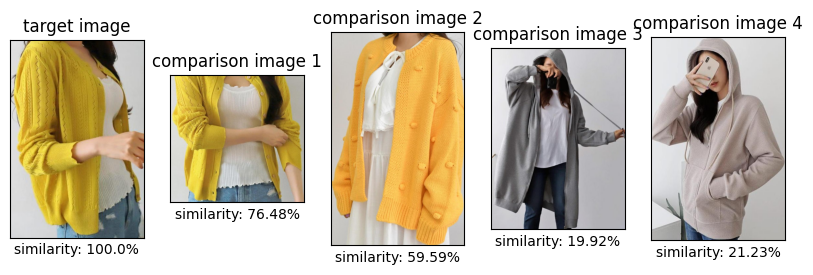 target image
similarity: 100.0%
comparison image 1
similarity: 76.48%
comparison image 2
similarity: 59.59%
comparison image 3
similarity: 19.92%
comparison image 4
similarity: 21.23%